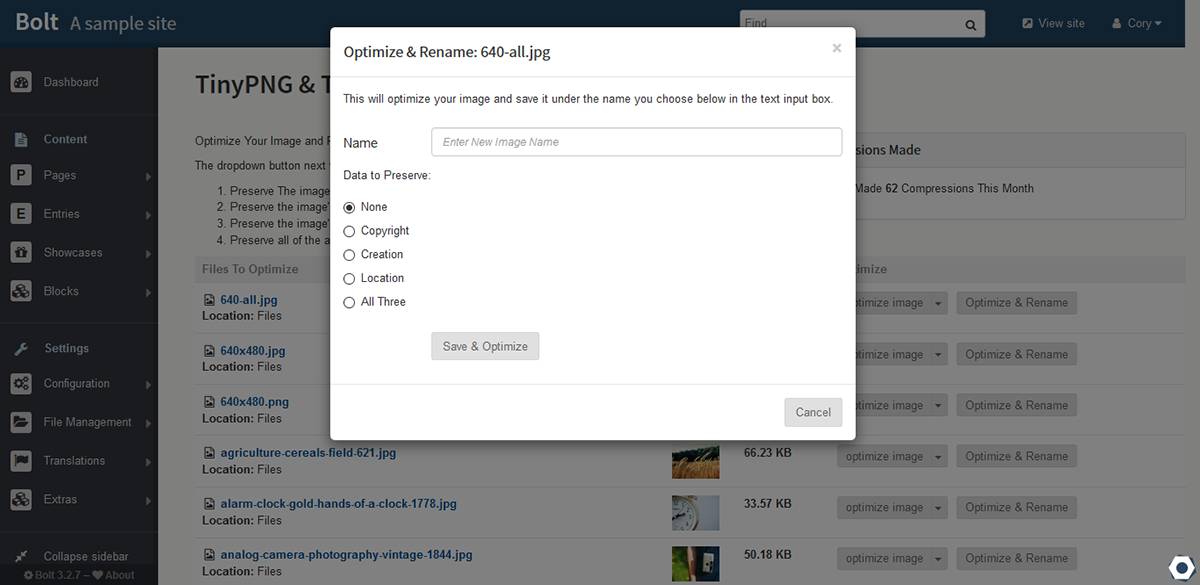 Bolt A sample site
Find
View site
Cory
Dashboard
Content
Pages
Entries
Showcases
Blocks
Settings
Configuration
File Management
Translations
Extras
Collapse sidebar
Bolt 3.2.7 – About
TinyPNG & T
Optimize Your Image and
The dropdown button next
1. Preserve The image
2. Preserve the image'
3. Preserve the image'
4. Preserve all of the a
sions Made
Made 62 Compressions This Month
Files To Optimize
imize
640-all.jpg
Location: Files
timize image
Optimize & Rename
640x480.jpg
Location: Files
timize image
Optimize & Rename
640x480.png
Location: Files
timize image
Optimize & Rename
agriculture-cereals-field-621.jpg
Location: Files
66.23 KB
optimize image
Optimize & Rename
alarm-clock-gold-hands-of-a-clock-1778.jpg
Location: Files
33.57 KB
optimize image
Optimize & Rename
analog-camera-photography-vintage-1844.jpg
Location: Files
50.18 KB
optimize image
Optimize & Rename
Optimize & Rename: 640-all.jpg
×
This will optimize your image and save it under the name you choose below in the text input box.
Name
Enter New Image Name
Data to Preserve:
None
Copyright
Creation
Location
All Three
Save & Optimize
Cancel